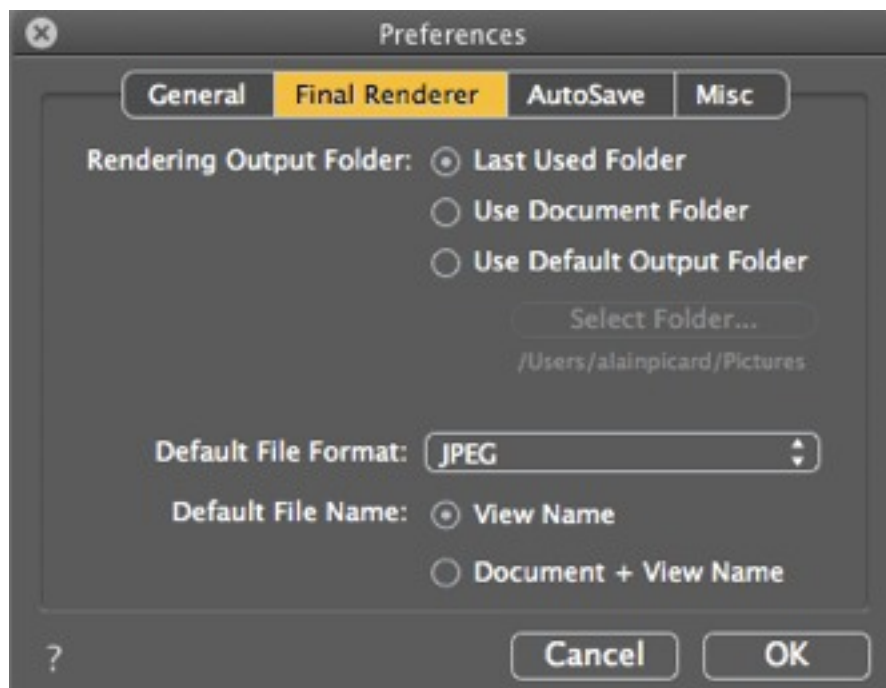 Preferences
General Final Renderer AutoSave Misc
Rendering Output Folder: Last Used Folder
Use Document Folder
Use Default Output Folder
Select Folder...
/Users/alainpicard/Pictures
Default File Format: JPEG
Default File Name: View Name
Document + View Name
? Cancel OK